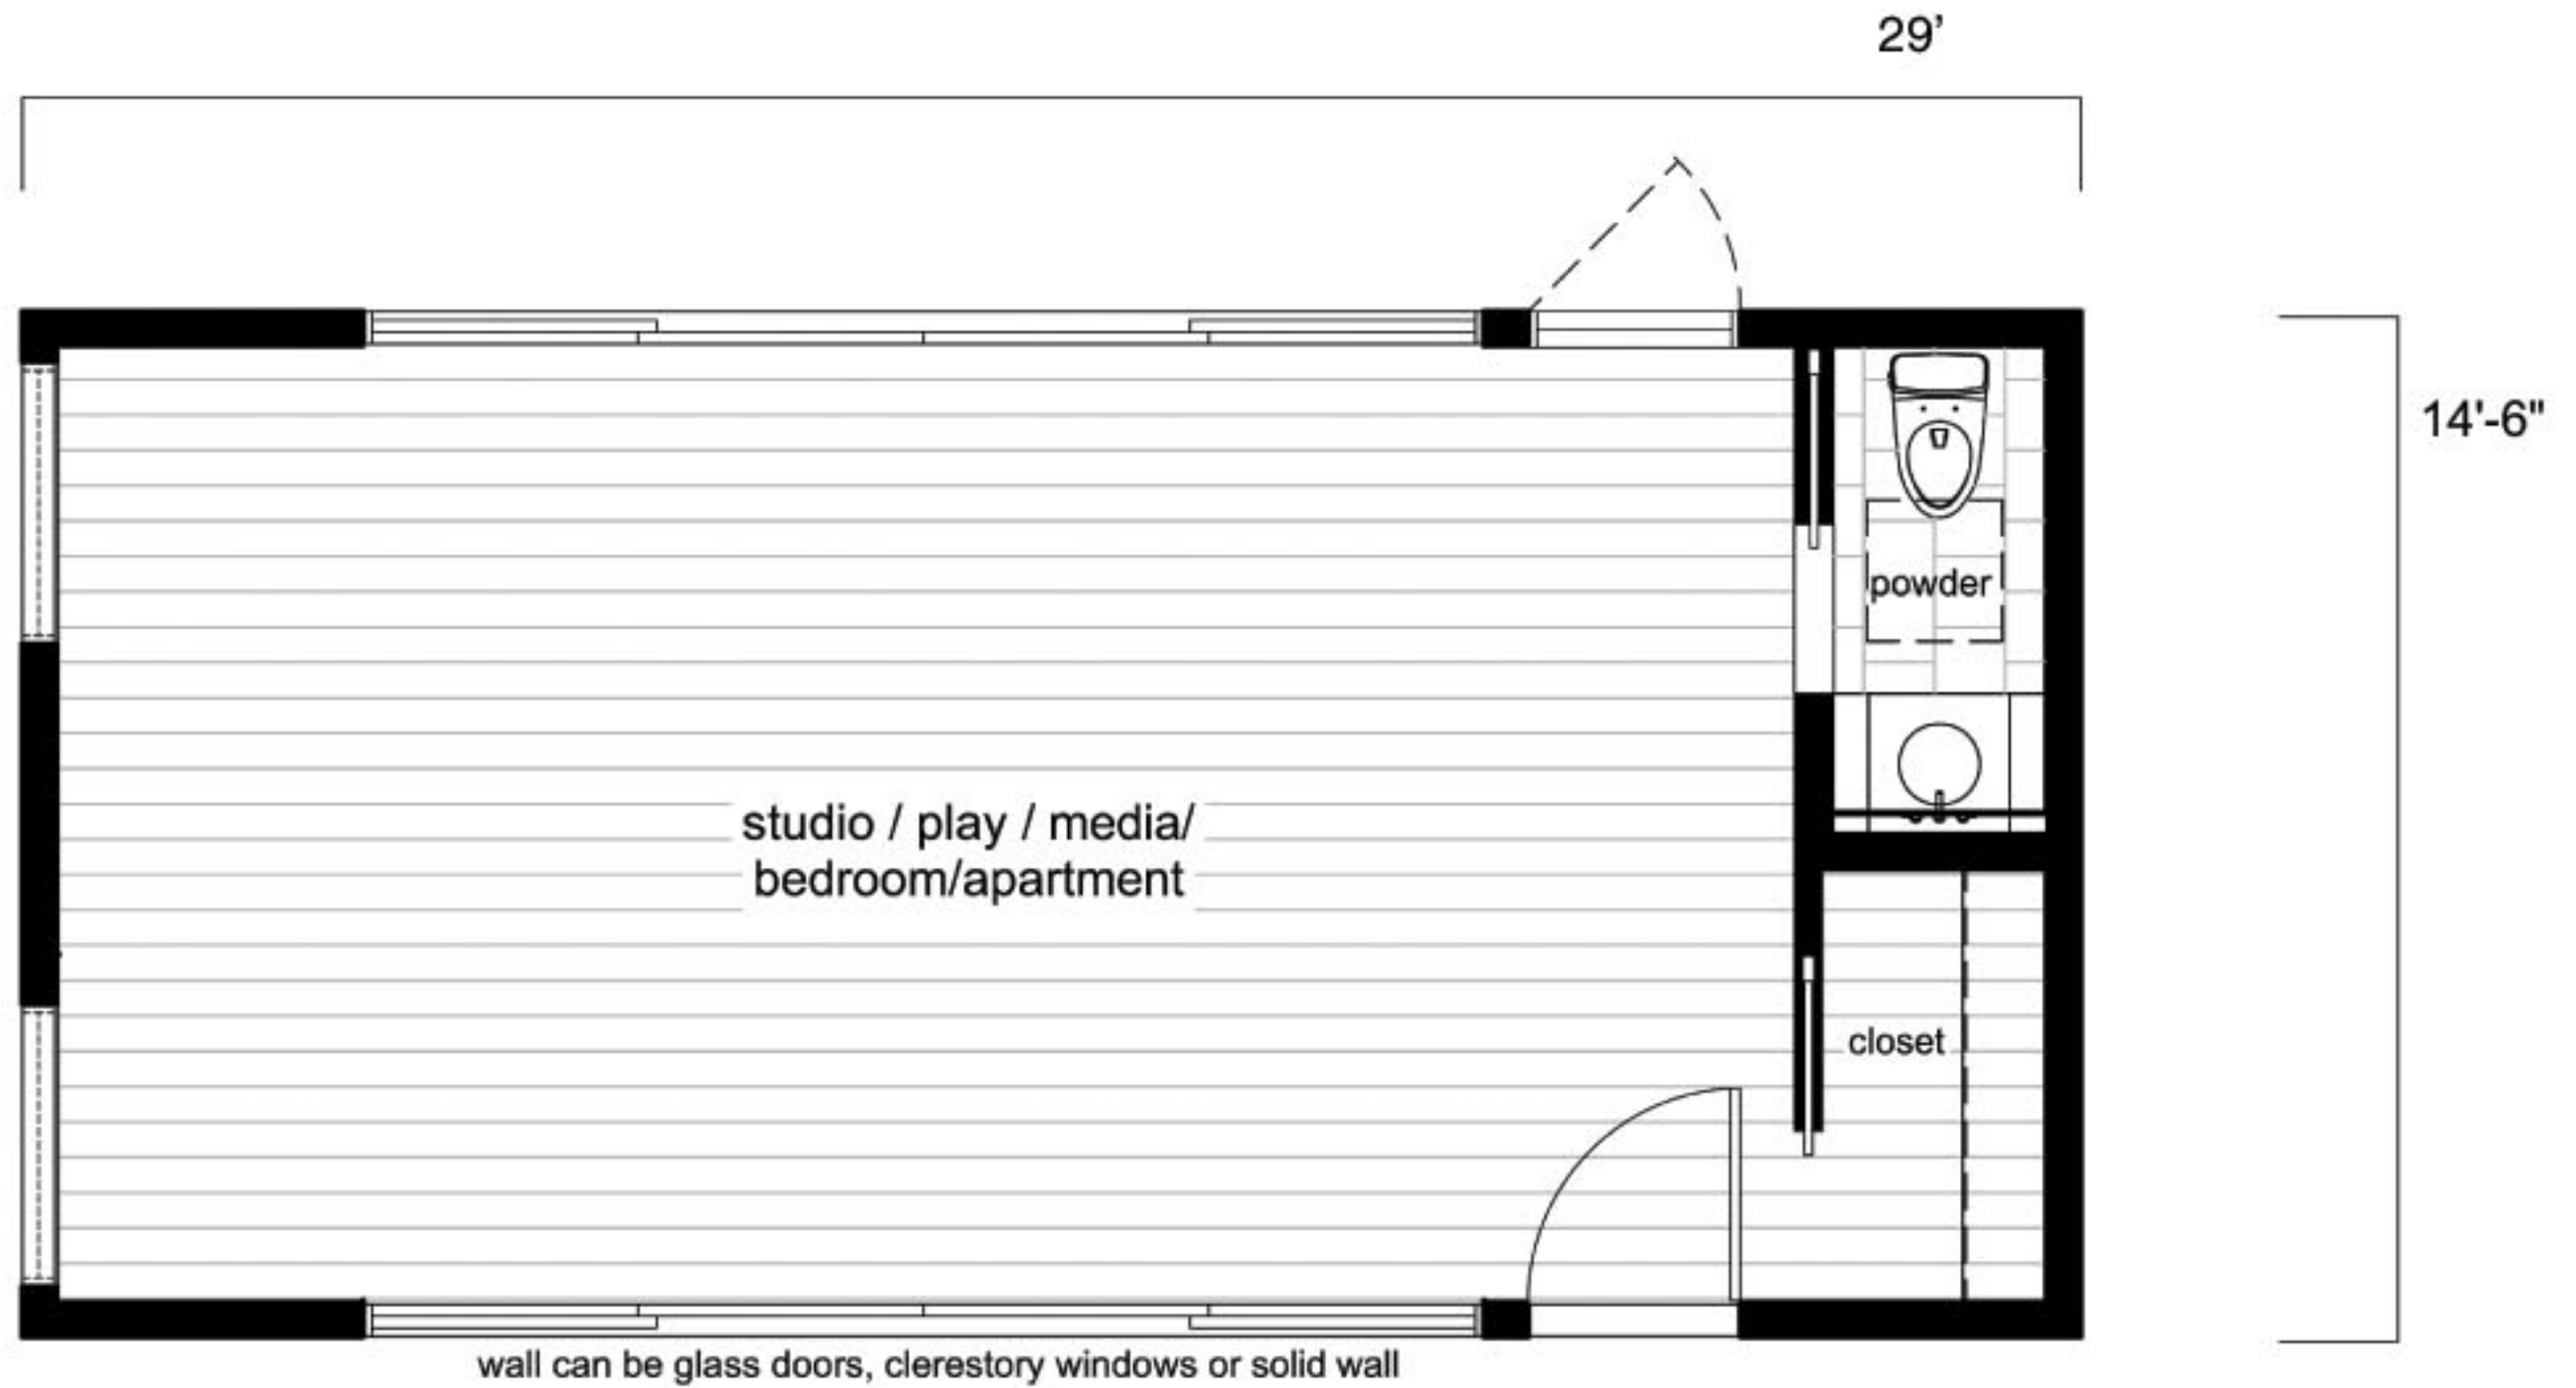 29’
14'-6"
powder
studio / play / media/
bedroom/apartment
closet
wall can be glass doors, clerestory windows or solid wall